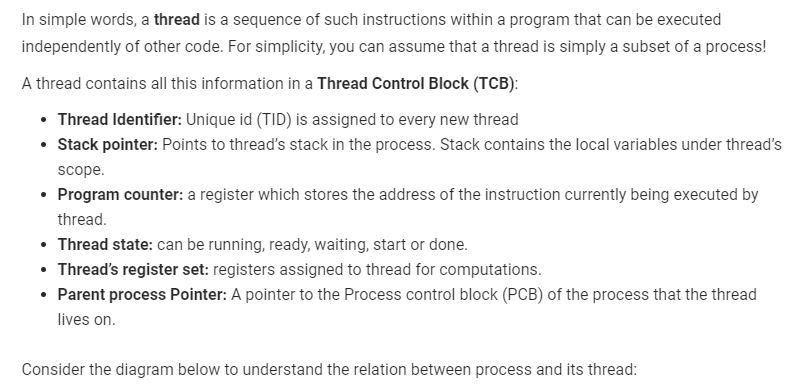 In simple words, a thread is a sequence of such instructions within a program that can be executed
independently of other code. For simplicity, you can assume that a thread is simply a subset of a process!
A thread contains all this information in a Thread Control Block (TCB):
• Thread Identifier: Unique id (TID) is assigned to every new thread
• Stack pointer: Points to thread's stack in the process. Stack contains the local variables under thread's
scope.
• Program counter: a register which stores the address of the instruction currently being executed by
thread.
• Thread state: can be running, ready, waiting, start or done.
• Thread's register set: registers assigned to thread for computations.
• Parent process Pointer: A pointer to the Process control block (PCB) of the process that the thread
lives on.
Consider the diagram below to understand the relation between process and its thread: